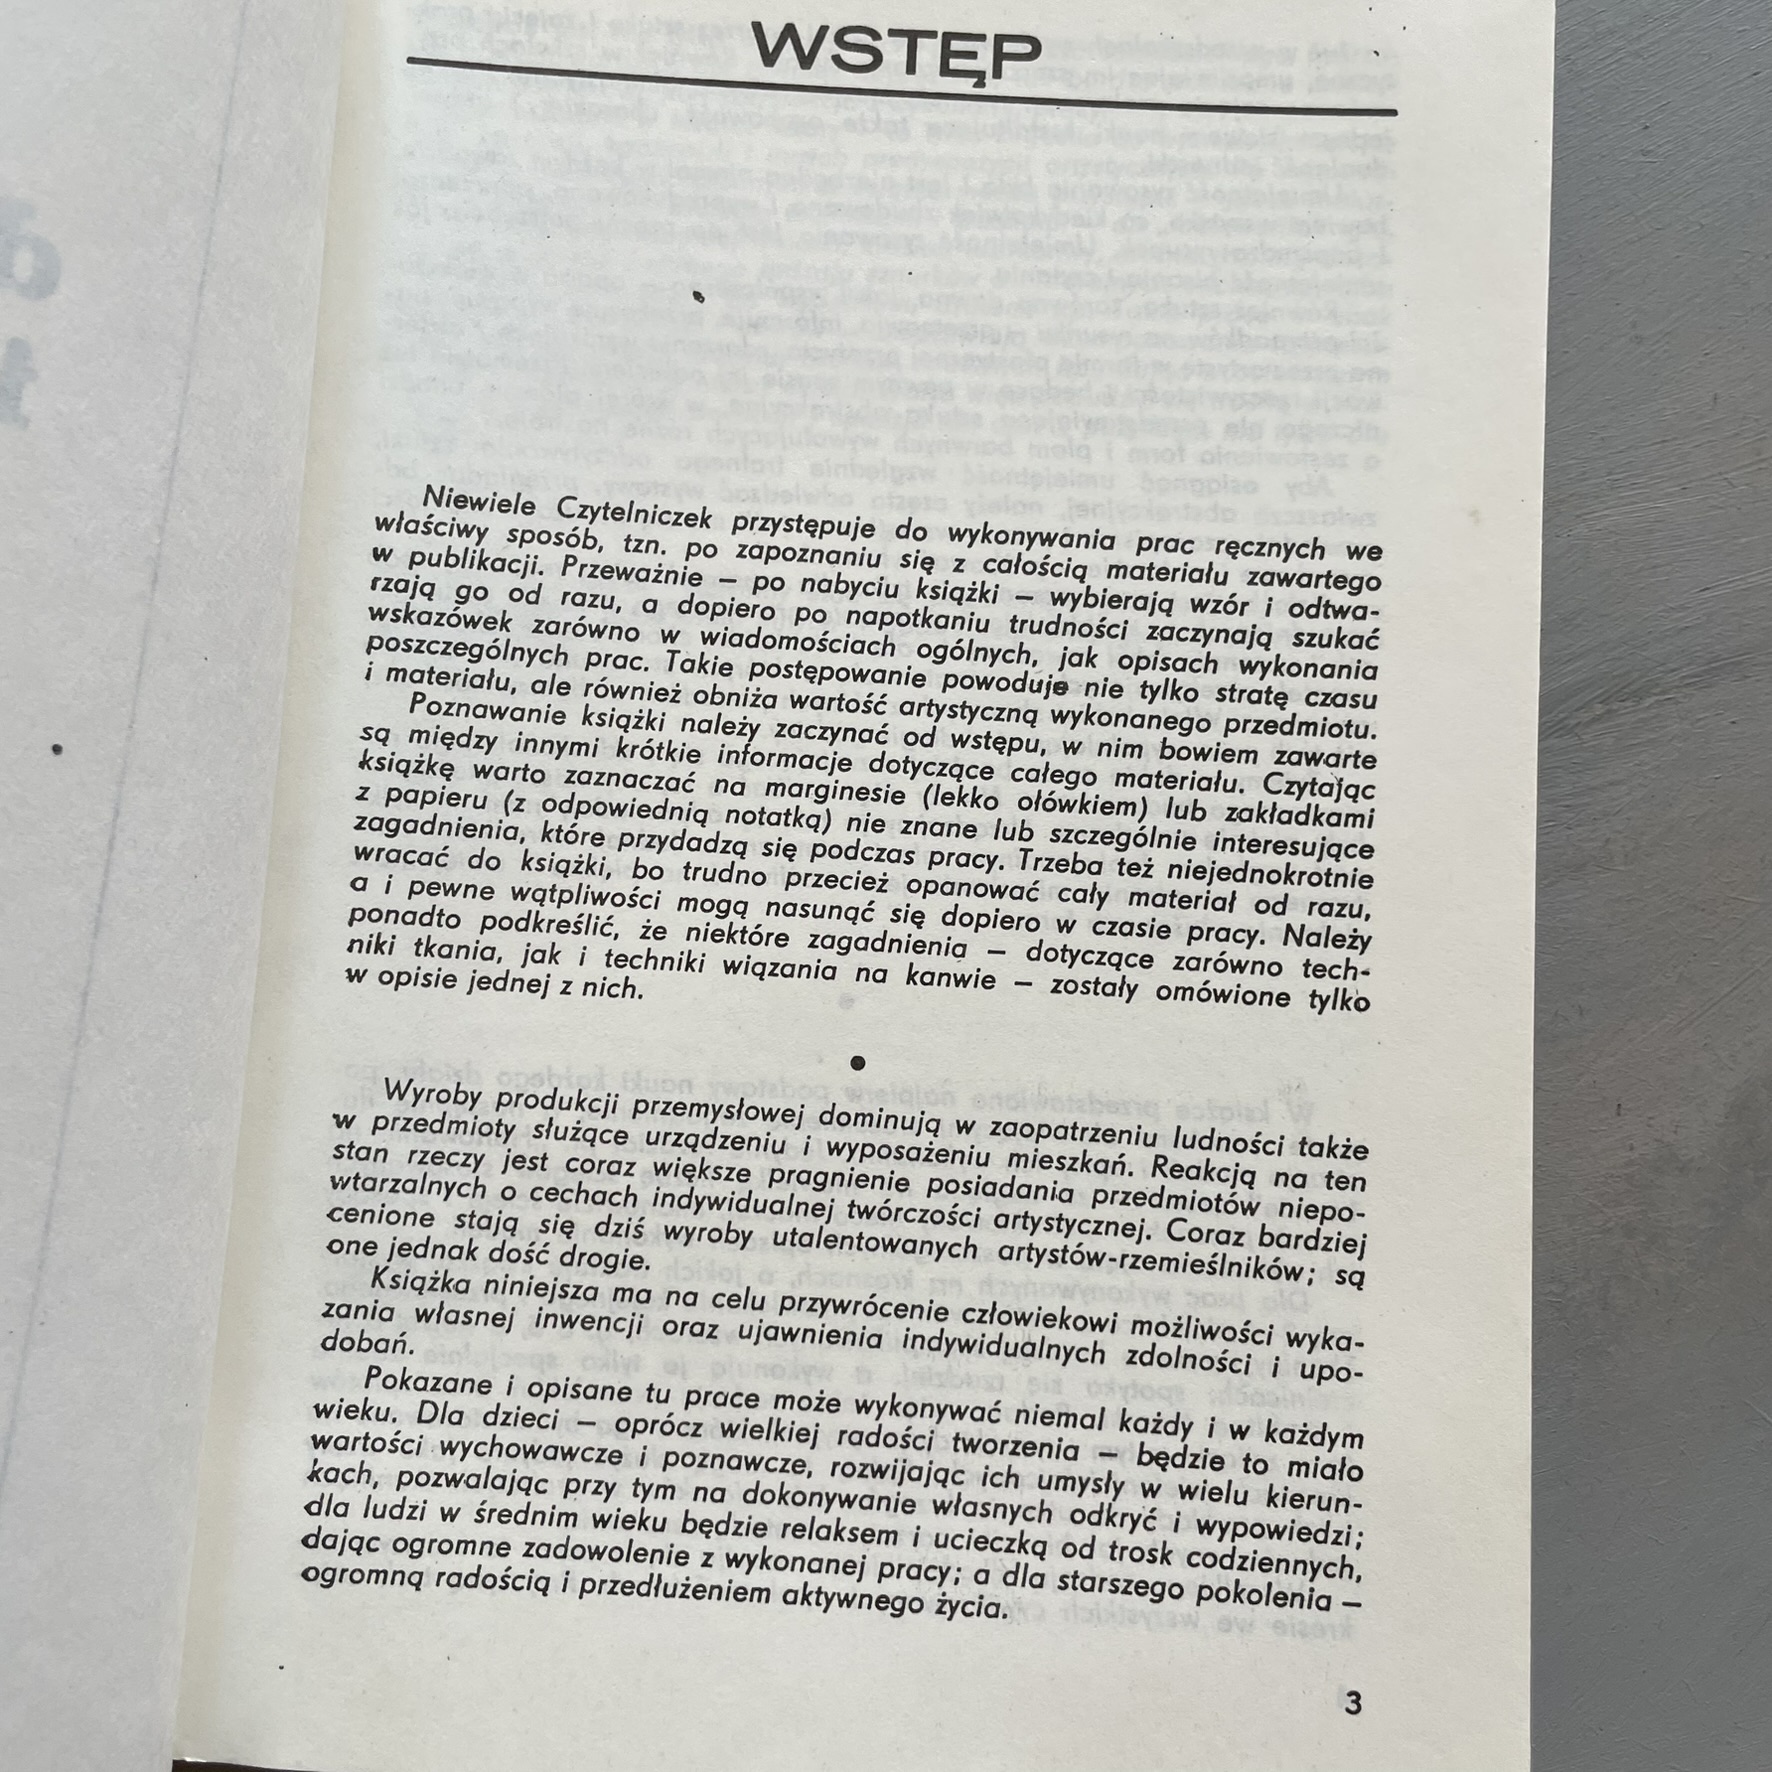 WSTĘP
Niewiele Czytelniczek przystępuje do wykonywania prac ręcznych we
właściwy sposób, tzn. po zapoznaniu się z całością materiału zawartego
w publikacji. Przeważnie – po nabyciu książki – wybierają wzór i odtwa-
rzają go od razu, a dopiero po napotkaniu trudności zaczynają szukać
wskazówek zarówno w wiadomościach ogólnych, jak opisach wykonania
poszczególnych prac. Takie postępowanie powoduje nie tylko stratę czasu
i materiału, ale również obniża wartość artystyczną wykonanego przedmiotu.
Poznawanie książki należy zaczynać od wstępu, w nim bowiem zawarte
są między innymi krótkie informacje dotyczące całego materiału. Czytając
książkę warto zaznaczać na marginesie (lekko ołówkiem) lub zakładkami
z papieru (z odpowiednią notatką) nie znane lub szczególnie interesujące
zagadnienia, które przydadzą się podczas pracy. Trzeba też niejednokrotnie
wracać do książki, bo trudno przecież opanować cały materiał od razu,
a i pewne wątpliwości mogą nasunąć się dopiero w czasie pracy. Należy
ponadto podkreślić, że niektóre zagadnienia – dotyczące zarówno tech-
niki tkania, jak i techniki wiązania na kanwie – zostały omówione tylko
w opisie jednej z nich.
●
Wyroby produkcji przemysłowej dominują w zaopatrzeniu ludności także
w przedmioty służące urządzeniu i wyposażeniu mieszkań. Reakcją na ten
stan rzeczy jest coraz większe pragnienie posiadania przedmiotów niepo-
wtarzalnych o cechach indywidualnej twórczości artystycznej. Coraz bardziej
cenione stają się dziś wyroby utalentowanych artystów-rzemieślników; są
one jednak dość drogie.
Książka niniejsza ma na celu przywrócenie człowiekowi możliwości wyka-
zania własnej inwencji oraz ujawnienia indywidualnych zdolności i upo-
dobań.
Pokazane i opisane tu prace może wykonywać niemal każdy i w każdym
wieku. Dla dzieci – oprócz wielkiej radości tworzenia – będzie to miało
wartości wychowawcze i poznawcze, rozwijając ich umysły w wielu kierun-
kach, pozwalając przy tym na dokonywanie własnych odkryć i wypowiedzi;
dla ludzi w średnim wieku będzie relaksem i ucieczką od trosk codziennych,
dając ogromne zadowolenie z wykonanej pracy; a dla starszego pokolenia –
ogromną radością i przedłużeniem aktywnego życia.
3